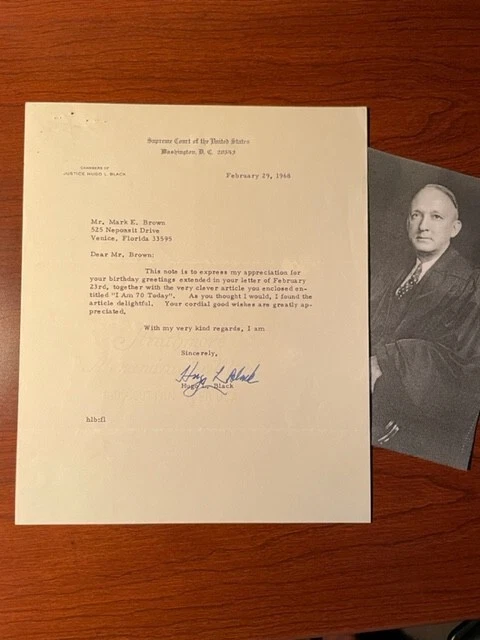 Supreme Court of the United States
Washington, D. C. 20543
CHAMBERS OF
JUSTICE HUGO L. BLACK
February 29, 1968
Mr. Mark E. Brown
525 Neponsit Drive
Venice, Florida 33595
Dear Mr. Brown:
This note is to express my appreciation for
your birthday greetings extended in your letter of February
23rd, together with the very clever article you enclosed en-
titled "I Am 70 Today". As you thought I would, I found the
article delightful. Your cordial good wishes are greatly ap-
preciated.
With my very kind regards, I am
Sincerely,
Hugo L Black
Hugo L. Black
hlb:fl